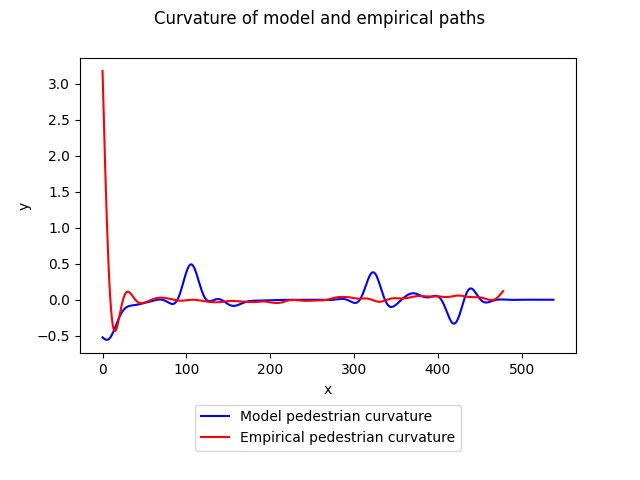 Curvature of model and empirical paths
3.0
2.5
2.0
1.5
1.0
0.5
0.0
−0.5
y
0 100 200 300 400 500
x
Model pedestrian curvature
Empirical pedestrian curvature